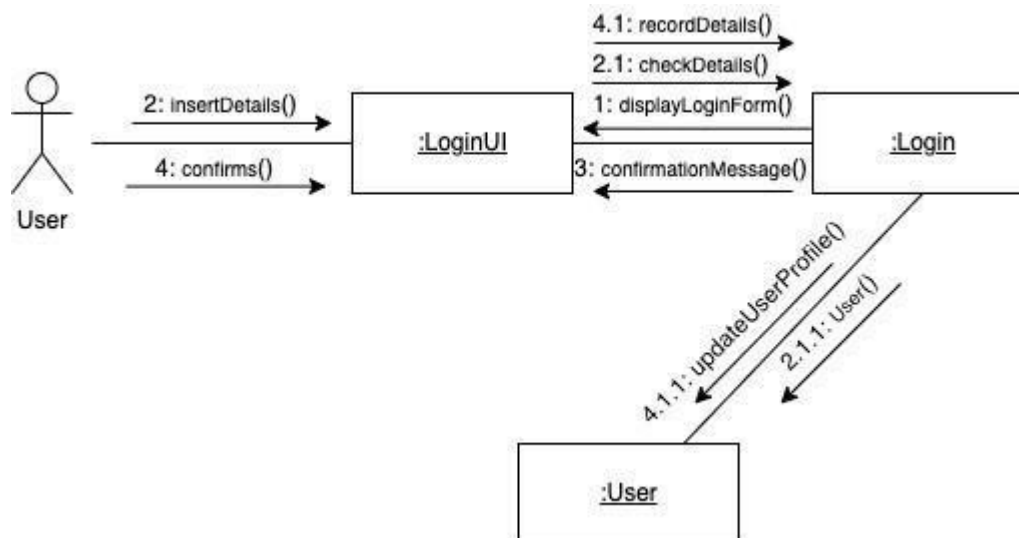 4.1: recordDetails()
2.1: checkDetails()
2: insertDetails()
1: displayLoginForm()
:LoginUI
:Login
4: confirms()
3: confirmationMessage()
User
4.1.1: updateUserProfile()
2.1.1: User()
:User